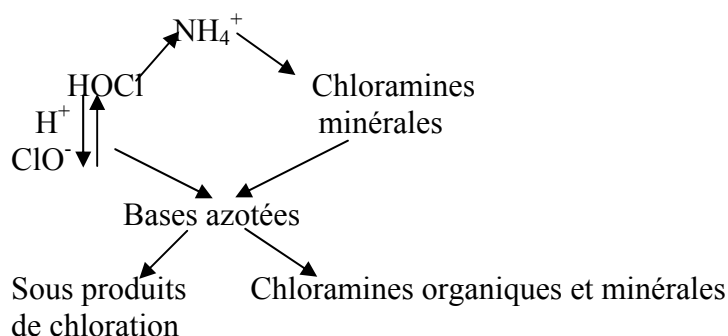 NH₄⁺
HOCl
Chloramines
minérales
H⁺
ClO⁻
Bases azotées
Sous produits
de chloration
Chloramines organiques et minérales